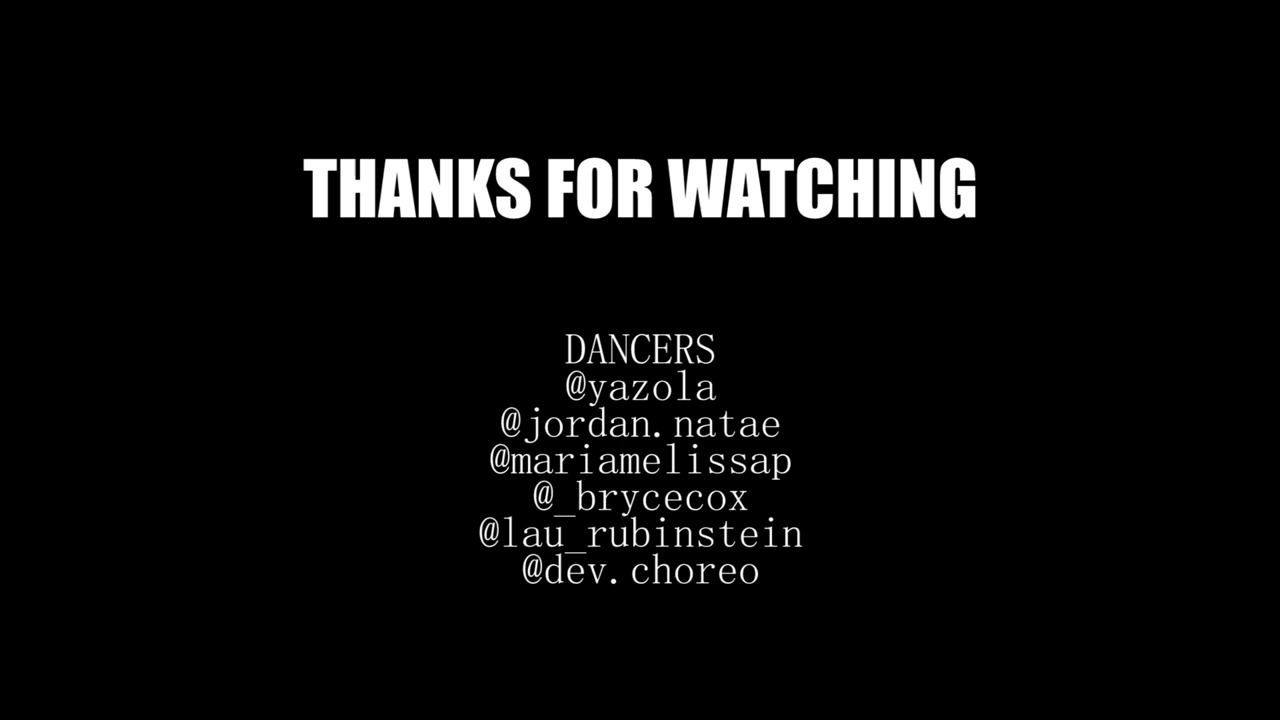 THANKS FOR WATCHING
DANCERS
@yazola
@jordan.natae
@mariamelissap
@_brycecox
@lau_rubinstein
@dev.choreo